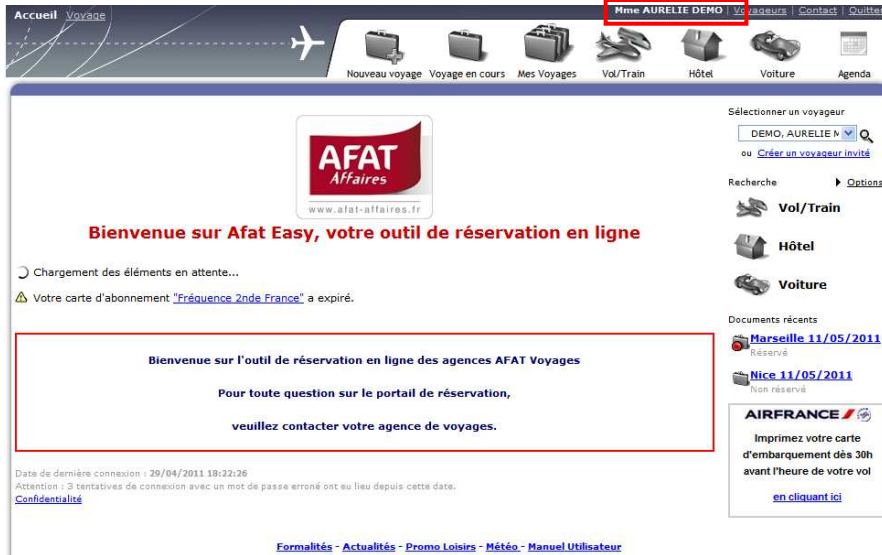 Accueil Voyage
Mme AURELIE DEMO | Voyageurs | Contact | Quitter
Nouveau voyage Voyage en cours Mes Voyages Vol/Train Hôtel Voiture Agenda
Sélectionner un voyageur
DEMO, AURELIE
ou Créer un voyageur invité
Recherche Options
Vol/Train
Hôtel
Voiture
AFAT
Affaires
www.afat-affaires.fr
Bienvenue sur Afat Easy, votre outil de réservation en ligne
Chargement des éléments en attente...
Votre carte d'abonnement "Fréquence 2nde France" a expiré.
Bienvenue sur l'outil de réservation en ligne des agences AFAT Voyages
Pour toute question sur le portail de réservation,
veuillez contacter votre agence de voyages.
Documents récents
Marseille 11/05/2011
Réservé
Nice 11/05/2011
Non réservé
AIRFRANCE
Imprimez votre carte
d'embarquement dès 30h
avant l'heure de votre vol
en cliquant ici
Date de dernière connexion : 29/04/2011 18:22:26
Attention : 3 tentatives de connexion avec un mot de passe erroné ont eu lieu depuis cette date.
Confidentialité
Formalités - Actualités - Promo Loisirs - Météo - Manuel Utilisateur